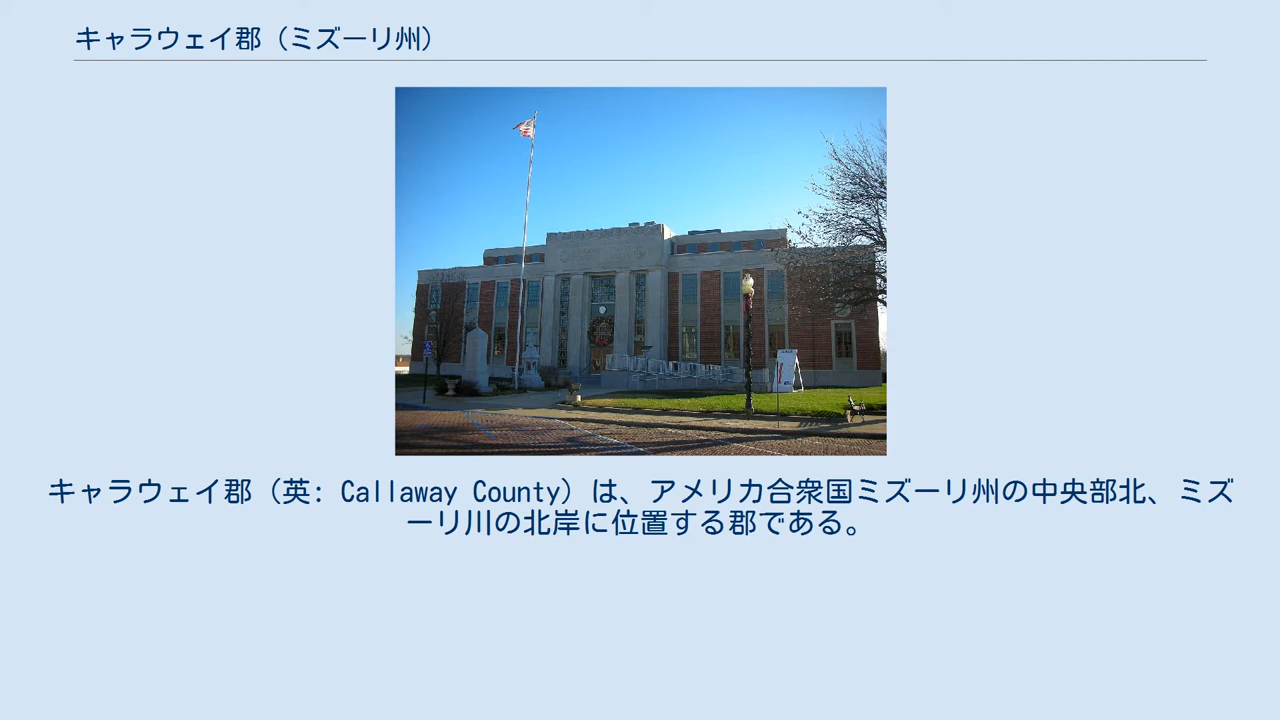 キャラウェイ郡（ミズーリ州）
キャラウェイ郡（英: Callaway County）は、アメリカ合衆国ミズーリ州の中央部北、ミズ
ーリ川の北岸に位置する郡である。